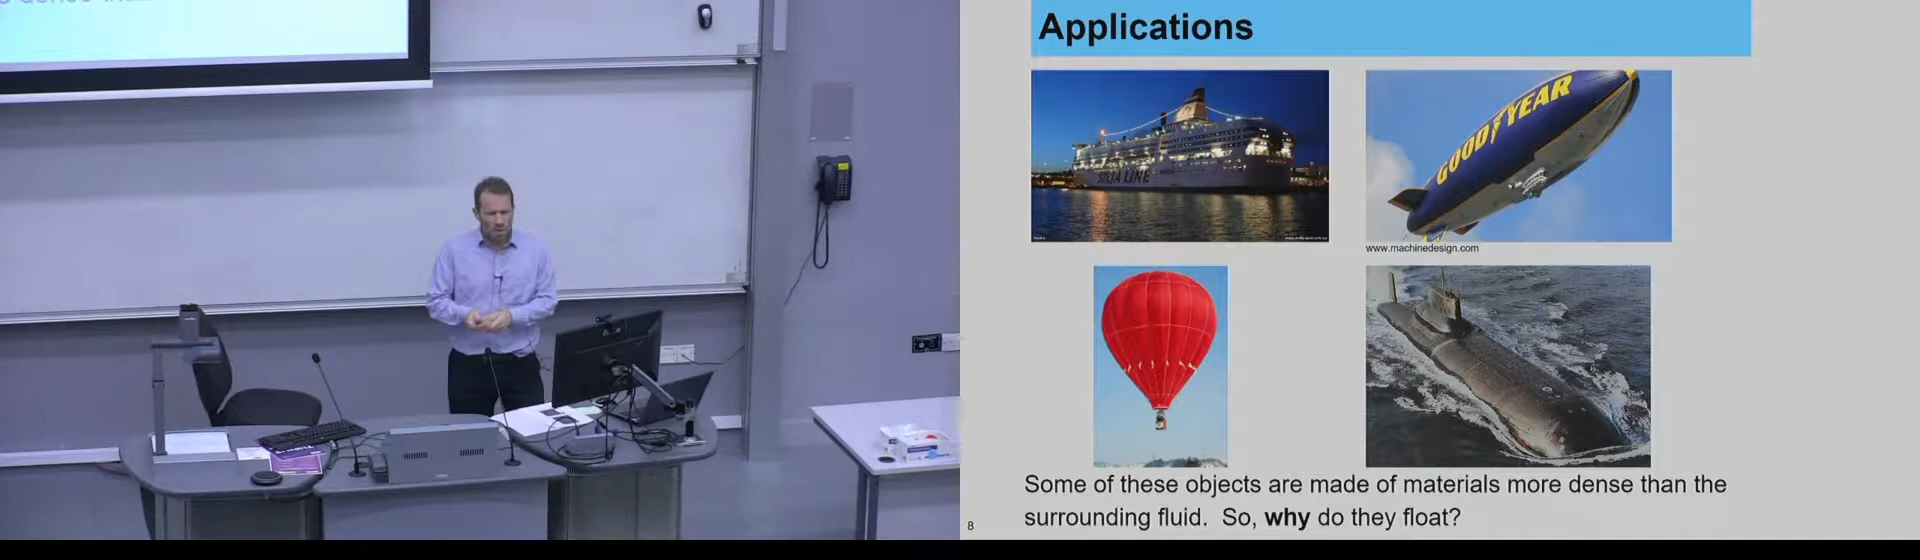 Applications
SILJA LINE
GOODYEAR
www.machinedesign.com
Some of these objects are made of materials more dense than the
surrounding fluid.  So, why do they float?
8